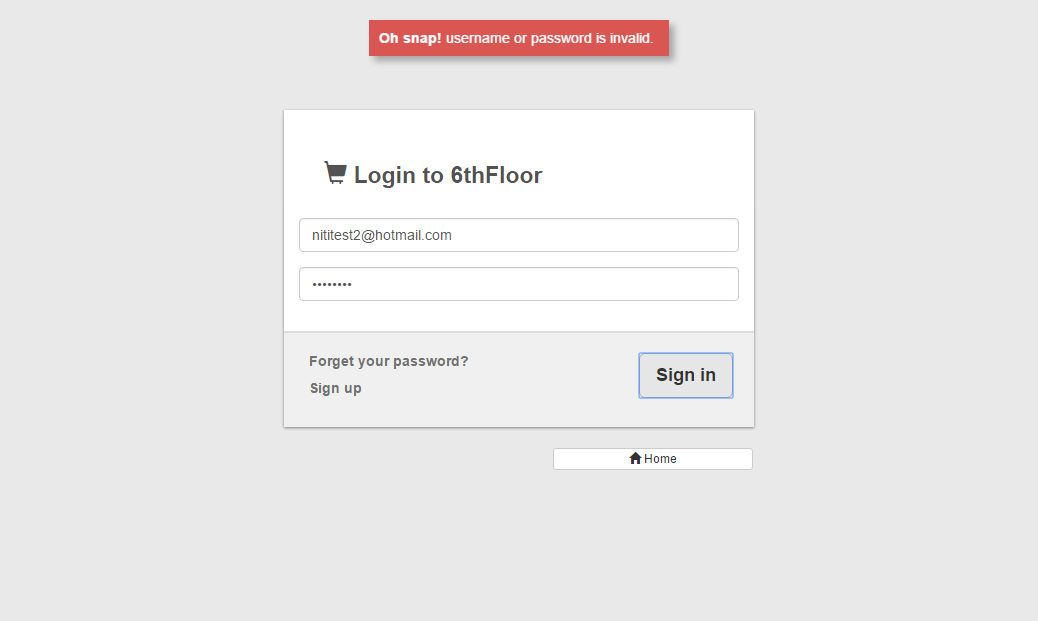 Oh snap! username or password is invalid.
Login to 6thFloor
nititest2@hotmail.com
••••••••
Forget your password?
Sign in
Sign up
Home